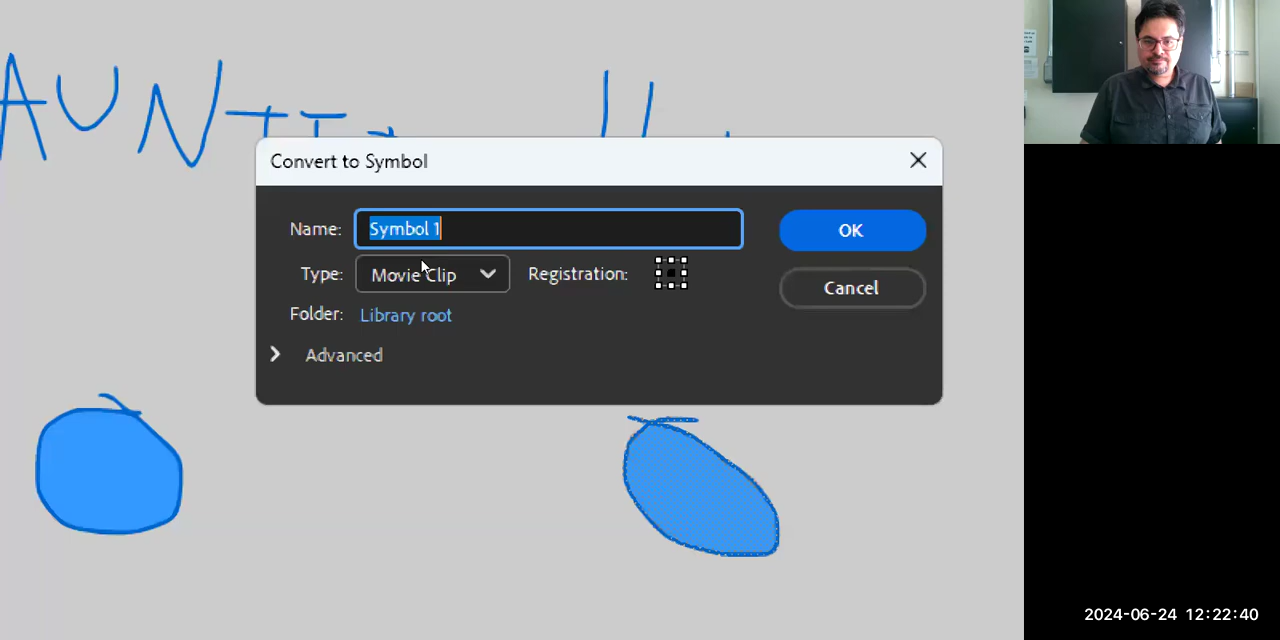 AUNTI
Convert to Symbol
Name: Symbol 1
OK
Type: Movie Clip Registration:
Cancel
Folder: Library root
Advanced
2024-06-24 12:22:40